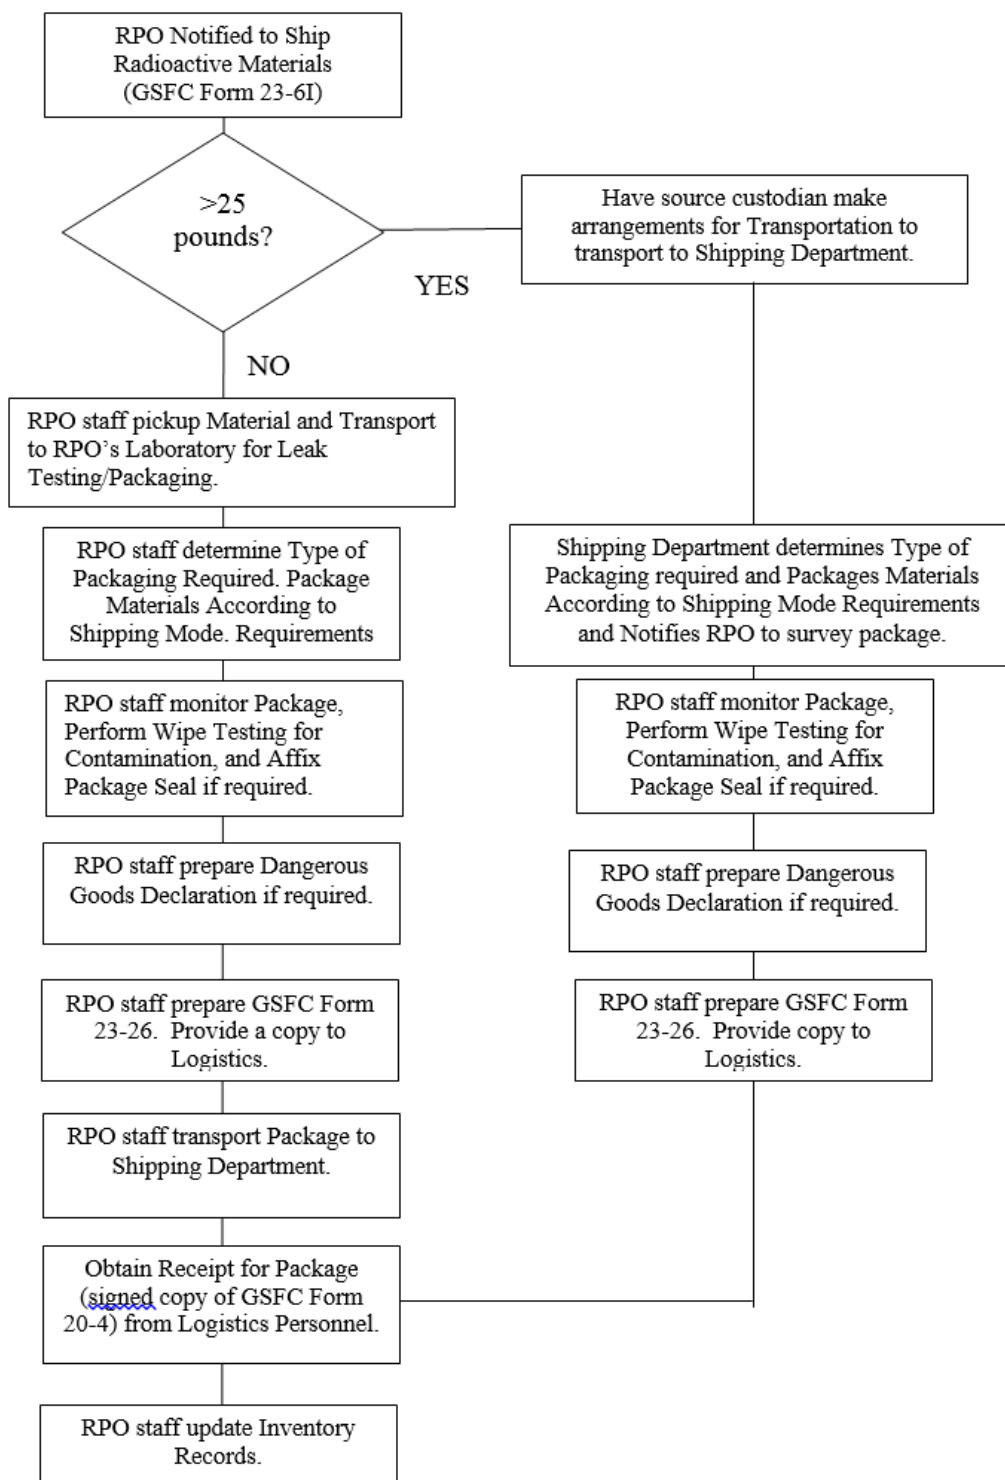 RPO Notified to Ship
Radioactive Materials
(GSFC Form 23-6I)
>25
pounds?
YES
NO
Have source custodian make
arrangements for Transportation to
transport to Shipping Department.
RPO staff pickup Material and Transport
to RPO’s Laboratory for Leak
Testing/Packaging.
RPO staff determine Type of
Packaging Required. Package
Materials According to
Shipping Mode. Requirements
Shipping Department determines Type of
Packaging required and Packages Materials
According to Shipping Mode Requirements
and Notifies RPO to survey package.
RPO staff monitor Package,
Perform Wipe Testing for
Contamination, and Affix
Package Seal if required.
RPO staff monitor Package,
Perform Wipe Testing for
Contamination, and Affix
Package Seal if required.
RPO staff prepare Dangerous
Goods Declaration if required.
RPO staff prepare Dangerous
Goods Declaration if required.
RPO staff prepare GSFC Form
23-26. Provide a copy to
Logistics.
RPO staff prepare GSFC Form
23-26. Provide copy to
Logistics.
RPO staff transport Package to
Shipping Department.
Obtain Receipt for Package
(signed copy of GSFC Form
20-4) from Logistics Personnel.
RPO staff update Inventory
Records.